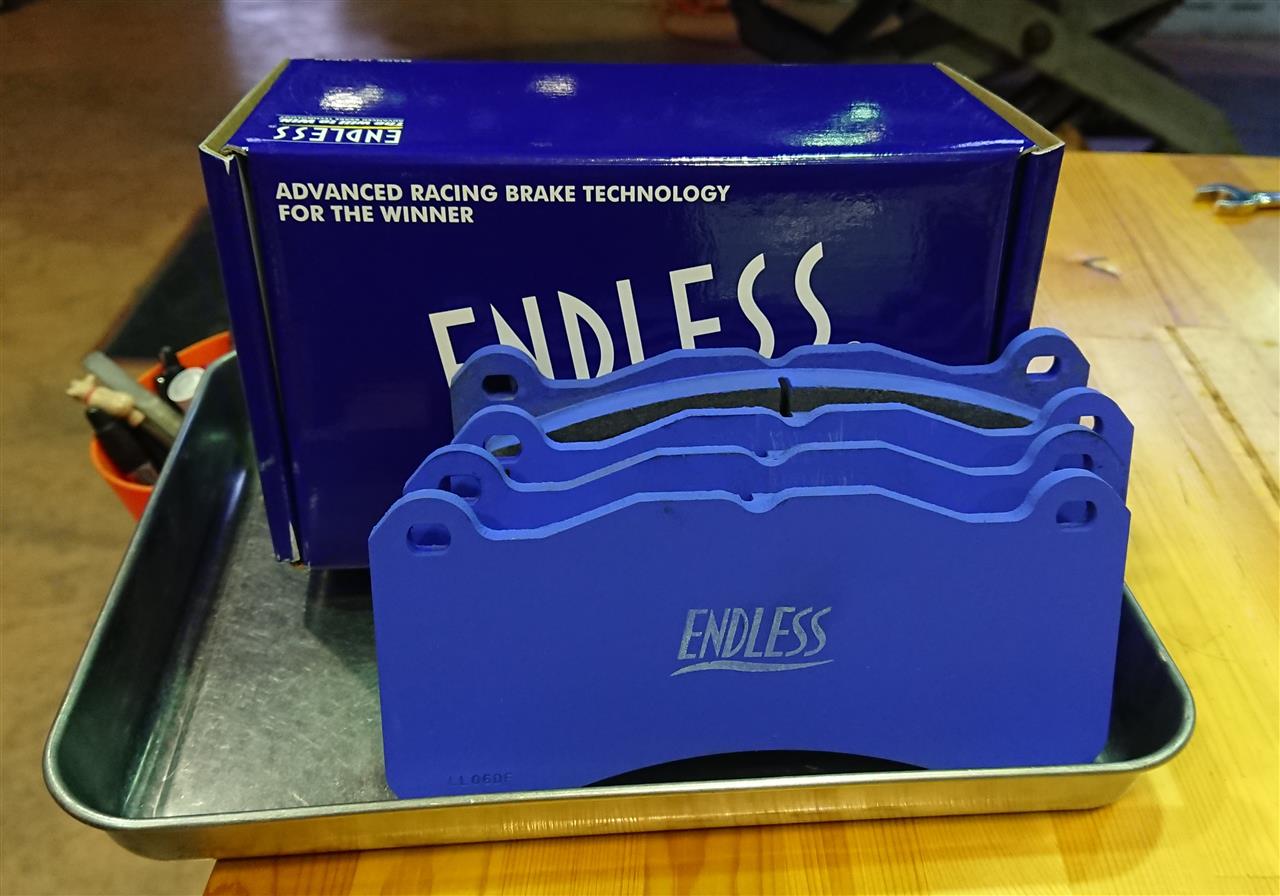 ENDLESS
ADVANCED RACING BRAKE TECHNOLOGY
FOR THE WINNER
ENDLESS
ENDLESS